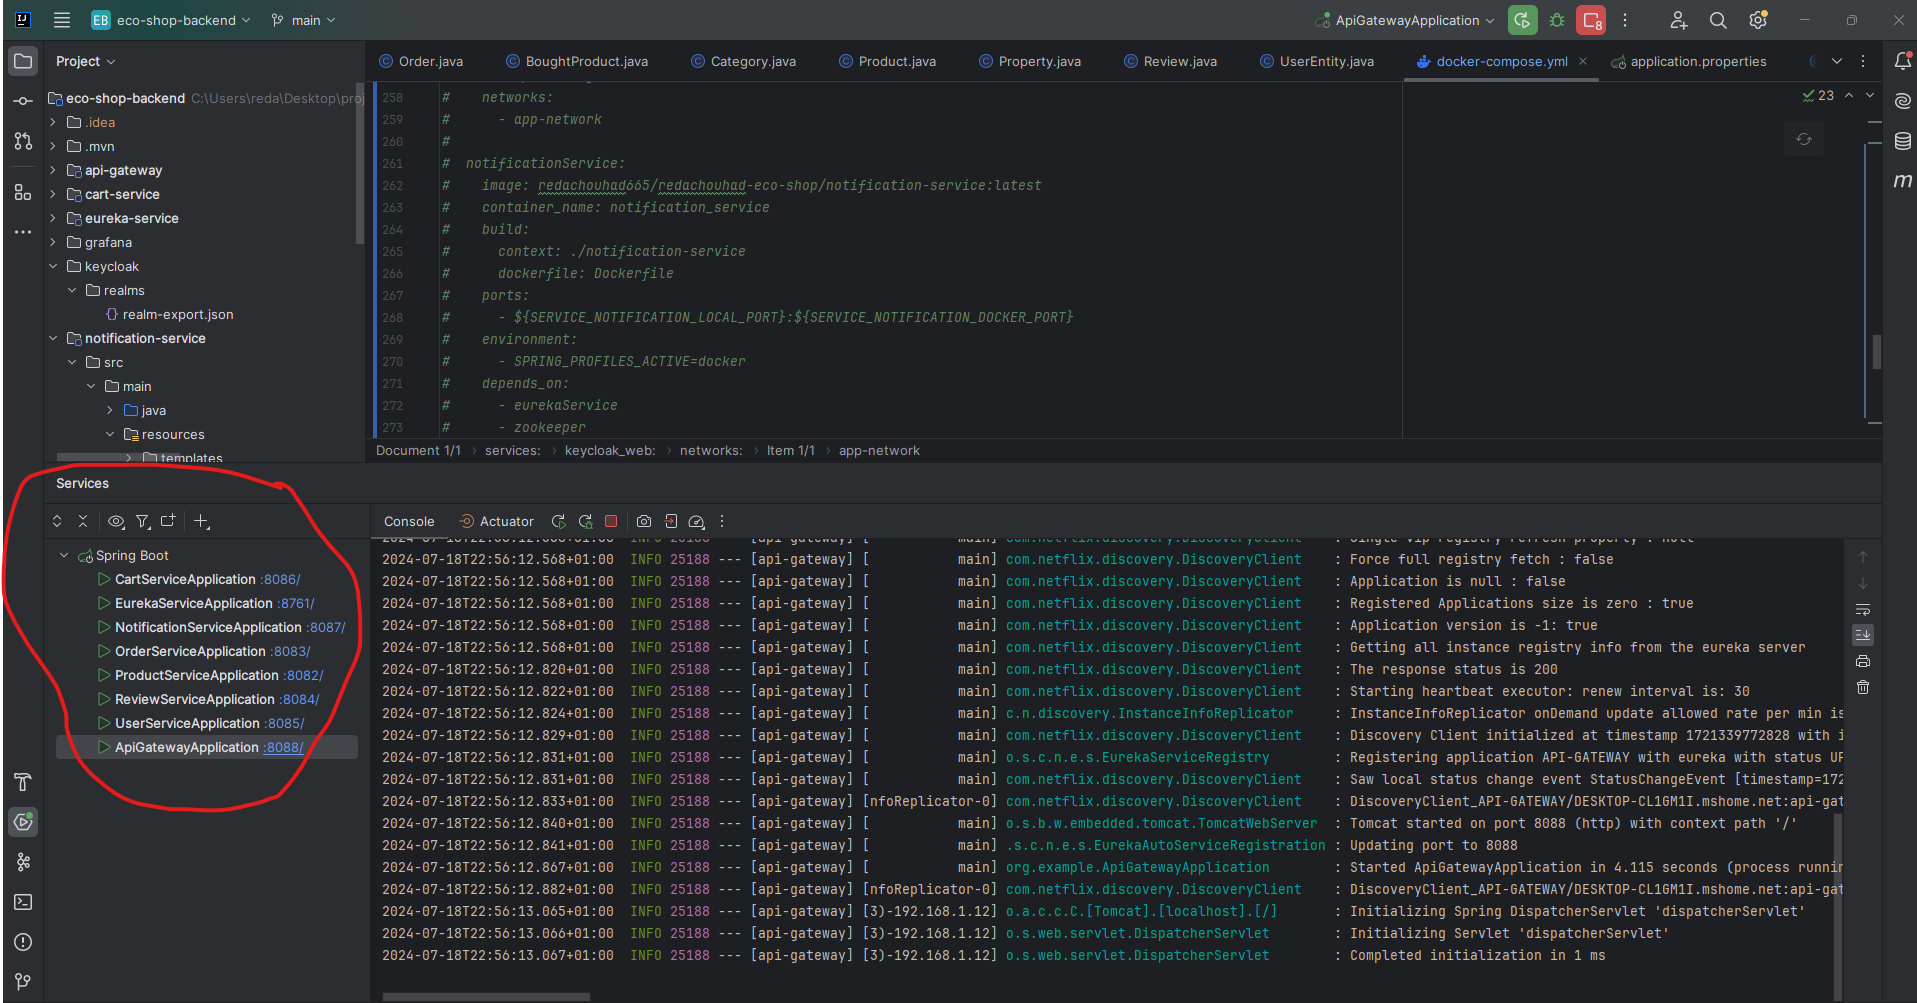 EB eco-shop-backend main ApiGatewayApplication 8
Project
Order.java BoughtProduct.java Category.java Product.java Property.java Review.java UserEntity.java docker-compose.yml application.properties
eco-shop-backend C:\Users\reda\Desktop\proj
.idea
.mvn
api-gateway
cart-service
eureka-service
grafana
keycloak
realms
realm-export.json
notification-service
src
main
java
resources
templates
23
258 # networks:
259 # - app-network
260 #
261 # notificationService:
262 # image: redachouhad665/redachouhad-eco-shop/notification-service:latest
263 # container_name: notification_service
264 # build:
265 # context: ./notification-service
266 # dockerfile: Dockerfile
267 # ports:
268 # - ${SERVICE_NOTIFICATION_LOCAL_PORT}:${SERVICE_NOTIFICATION_DOCKER_PORT}
269 # environment:
270 # - SPRING_PROFILES_ACTIVE=docker
271 # depends_on:
272 # - eurekaService
273 # - zookeeper
Document 1/1 services: keycloak_web: networks: Item 1/1 app-network
Services
Spring Boot
CartServiceApplication :8086/
EurekaServiceApplication :8761/
NotificationServiceApplication :8087/
OrderServiceApplication :8083/
ProductServiceApplication :8082/
ReviewServiceApplication :8084/
UserServiceApplication :8085/
ApiGatewayApplication :8088/
Console Actuator
2024-07-18T22:56:12.568+01:00 INFO 25188 --- [api-gateway] [ main] com.netflix.discovery.DiscoveryClient : Single vip registry refresh property : null
2024-07-18T22:56:12.568+01:00 INFO 25188 --- [api-gateway] [ main] com.netflix.discovery.DiscoveryClient : Force full registry fetch : false
2024-07-18T22:56:12.568+01:00 INFO 25188 --- [api-gateway] [ main] com.netflix.discovery.DiscoveryClient : Application is null : false
2024-07-18T22:56:12.568+01:00 INFO 25188 --- [api-gateway] [ main] com.netflix.discovery.DiscoveryClient : Registered Applications size is zero : true
2024-07-18T22:56:12.568+01:00 INFO 25188 --- [api-gateway] [ main] com.netflix.discovery.DiscoveryClient : Application version is -1: true
2024-07-18T22:56:12.568+01:00 INFO 25188 --- [api-gateway] [ main] com.netflix.discovery.DiscoveryClient : Getting all instance registry info from the eureka server
2024-07-18T22:56:12.820+01:00 INFO 25188 --- [api-gateway] [ main] com.netflix.discovery.DiscoveryClient : The response status is 200
2024-07-18T22:56:12.822+01:00 INFO 25188 --- [api-gateway] [ main] com.netflix.discovery.DiscoveryClient : Starting heartbeat executor: renew interval is: 30
2024-07-18T22:56:12.824+01:00 INFO 25188 --- [api-gateway] [ main] c.n.discovery.InstanceInfoReplicator : InstanceInfoReplicator onDemand update allowed rate per min is
2024-07-18T22:56:12.829+01:00 INFO 25188 --- [api-gateway] [ main] com.netflix.discovery.DiscoveryClient : Discovery Client initialized at timestamp 1721339772828 with i
2024-07-18T22:56:12.831+01:00 INFO 25188 --- [api-gateway] [ main] o.s.c.n.e.s.EurekaServiceRegistry : Registering application API-GATEWAY with eureka with status UP
2024-07-18T22:56:12.831+01:00 INFO 25188 --- [api-gateway] [ main] com.netflix.discovery.DiscoveryClient : Saw local status change event StatusChangeEvent [timestamp=172
2024-07-18T22:56:12.833+01:00 INFO 25188 --- [api-gateway] [nfoReplicator-0] com.netflix.discovery.DiscoveryClient : DiscoveryClient_API-GATEWAY/DESKTOP-CL1GM1I.mshome.net:api-gat
2024-07-18T22:56:12.840+01:00 INFO 25188 --- [api-gateway] [ main] o.s.b.w.embedded.tomcat.TomcatWebServer : Tomcat started on port 8088 (http) with context path '/'
2024-07-18T22:56:12.841+01:00 INFO 25188 --- [api-gateway] [ main] .s.c.n.e.s.EurekaAutoServiceRegistration : Updating port to 8088
2024-07-18T22:56:12.867+01:00 INFO 25188 --- [api-gateway] [ main] org.example.ApiGatewayApplication : Started ApiGatewayApplication in 4.115 seconds (process runnin
2024-07-18T22:56:12.882+01:00 INFO 25188 --- [api-gateway] [nfoReplicator-0] com.netflix.discovery.DiscoveryClient : DiscoveryClient_API-GATEWAY/DESKTOP-CL1GM1I.mshome.net:api-gat
2024-07-18T22:56:13.065+01:00 INFO 25188 --- [api-gateway] [3)-192.168.1.12] o.a.c.c.C.[Tomcat].[localhost].[/] : Initializing Spring DispatcherServlet 'dispatcherServlet'
2024-07-18T22:56:13.066+01:00 INFO 25188 --- [api-gateway] [3)-192.168.1.12] o.s.web.servlet.DispatcherServlet : Initializing Servlet 'dispatcherServlet'
2024-07-18T22:56:13.067+01:00 INFO 25188 --- [api-gateway] [3)-192.168.1.12] o.s.web.servlet.DispatcherServlet : Completed initialization in 1 ms